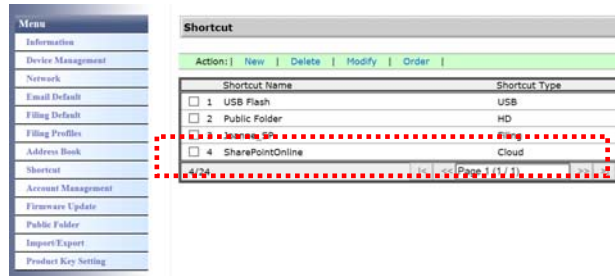 Menu
Information
Device Management
Network
Email Default
Filing Default
Filing Profiles
Address Book
Shortcut
Account Management
Firmware Update
Public Folder
Import/Export
Product Key Setting
Shortcut
Action: | New | Delete | Modify | Order |
Shortcut Name Shortcut Type
1 USB Flash USB
2 Public Folder HD
3 Joanne_SP Filing
4 SharePointOnline Cloud
4/24 |< << Page 1 (1 / 1) >>